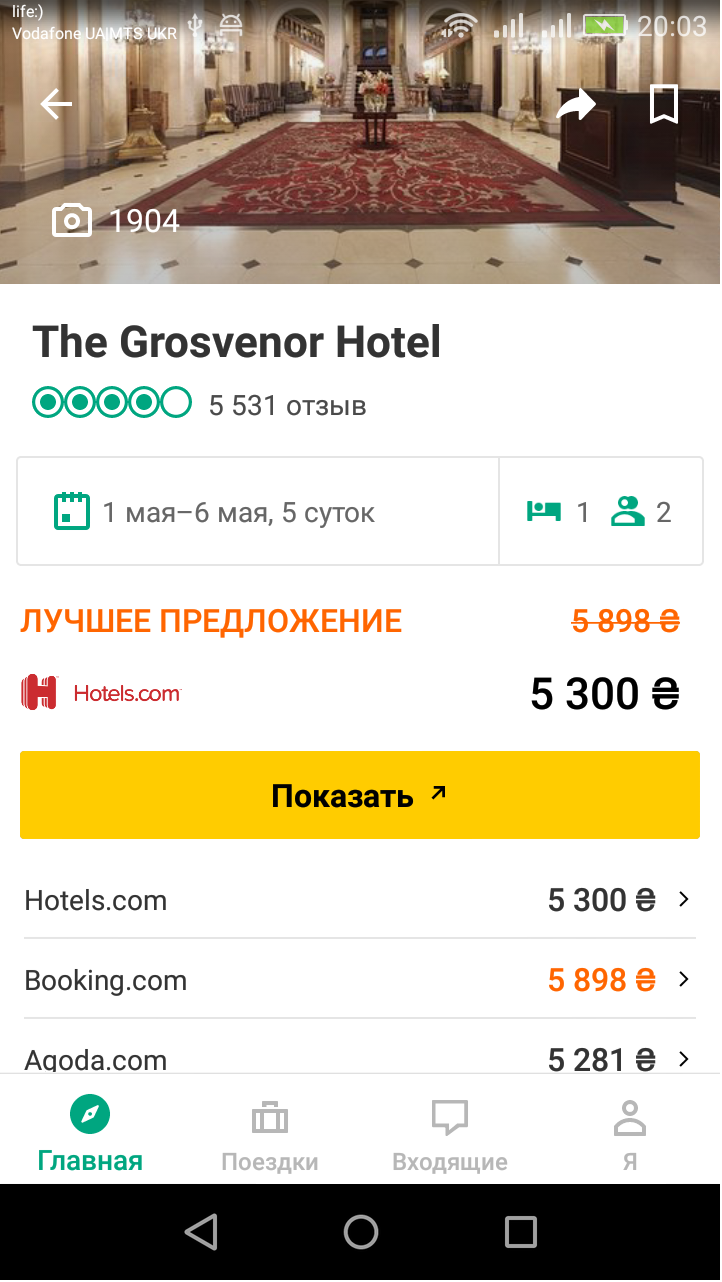 life:)
Vodafone UA|MTS UKR
20:03
1904
The Grosvenor Hotel
5 531 отзыв
1 мая–6 мая, 5 суток
1
2
ЛУЧШЕЕ ПРЕДЛОЖЕНИЕ
5 898 ₴
Hotels.com
5 300 ₴
Показать
Hotels.com
5 300 ₴
Booking.com
5 898 ₴
Agoda.com
5 281 ₴
Главная
Поездки
Входящие
Я